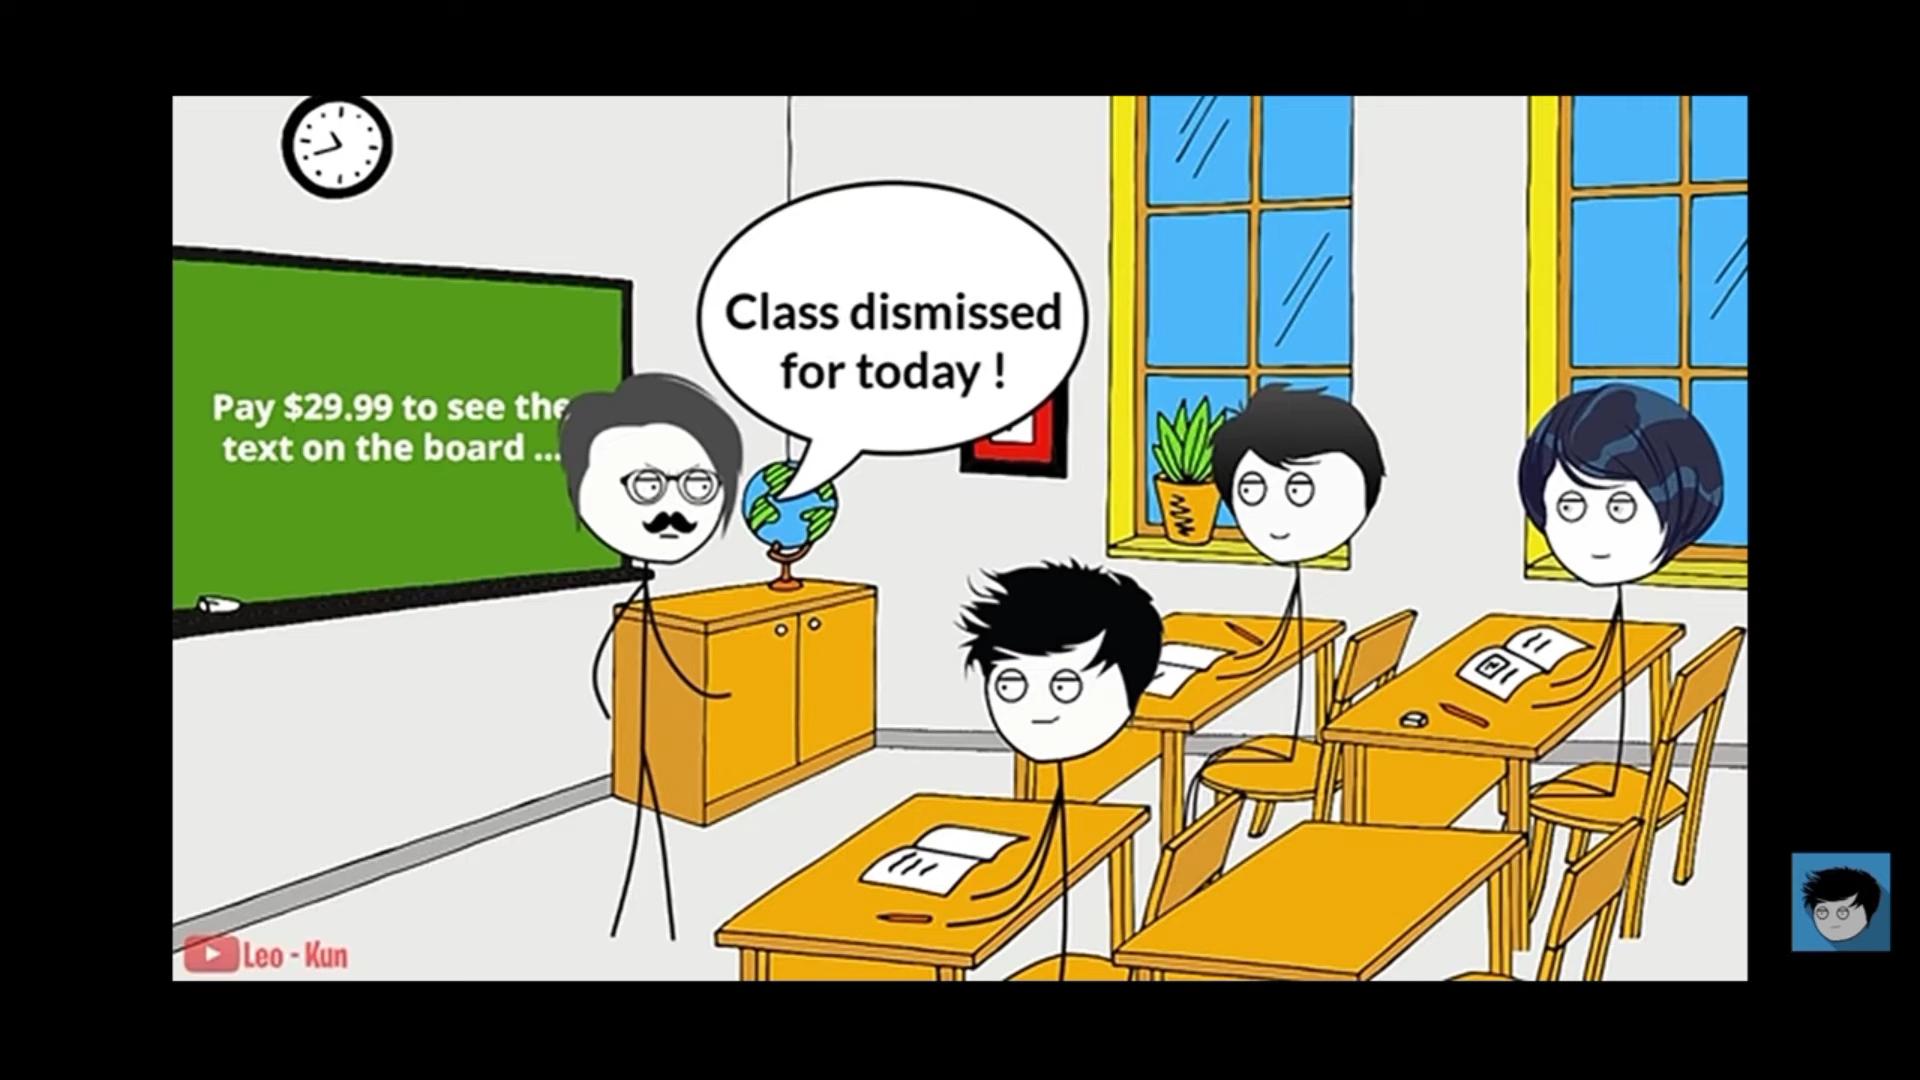 Class dismissed
for today !
Pay $29.99 to see the
text on the board ...
Leo - Kun